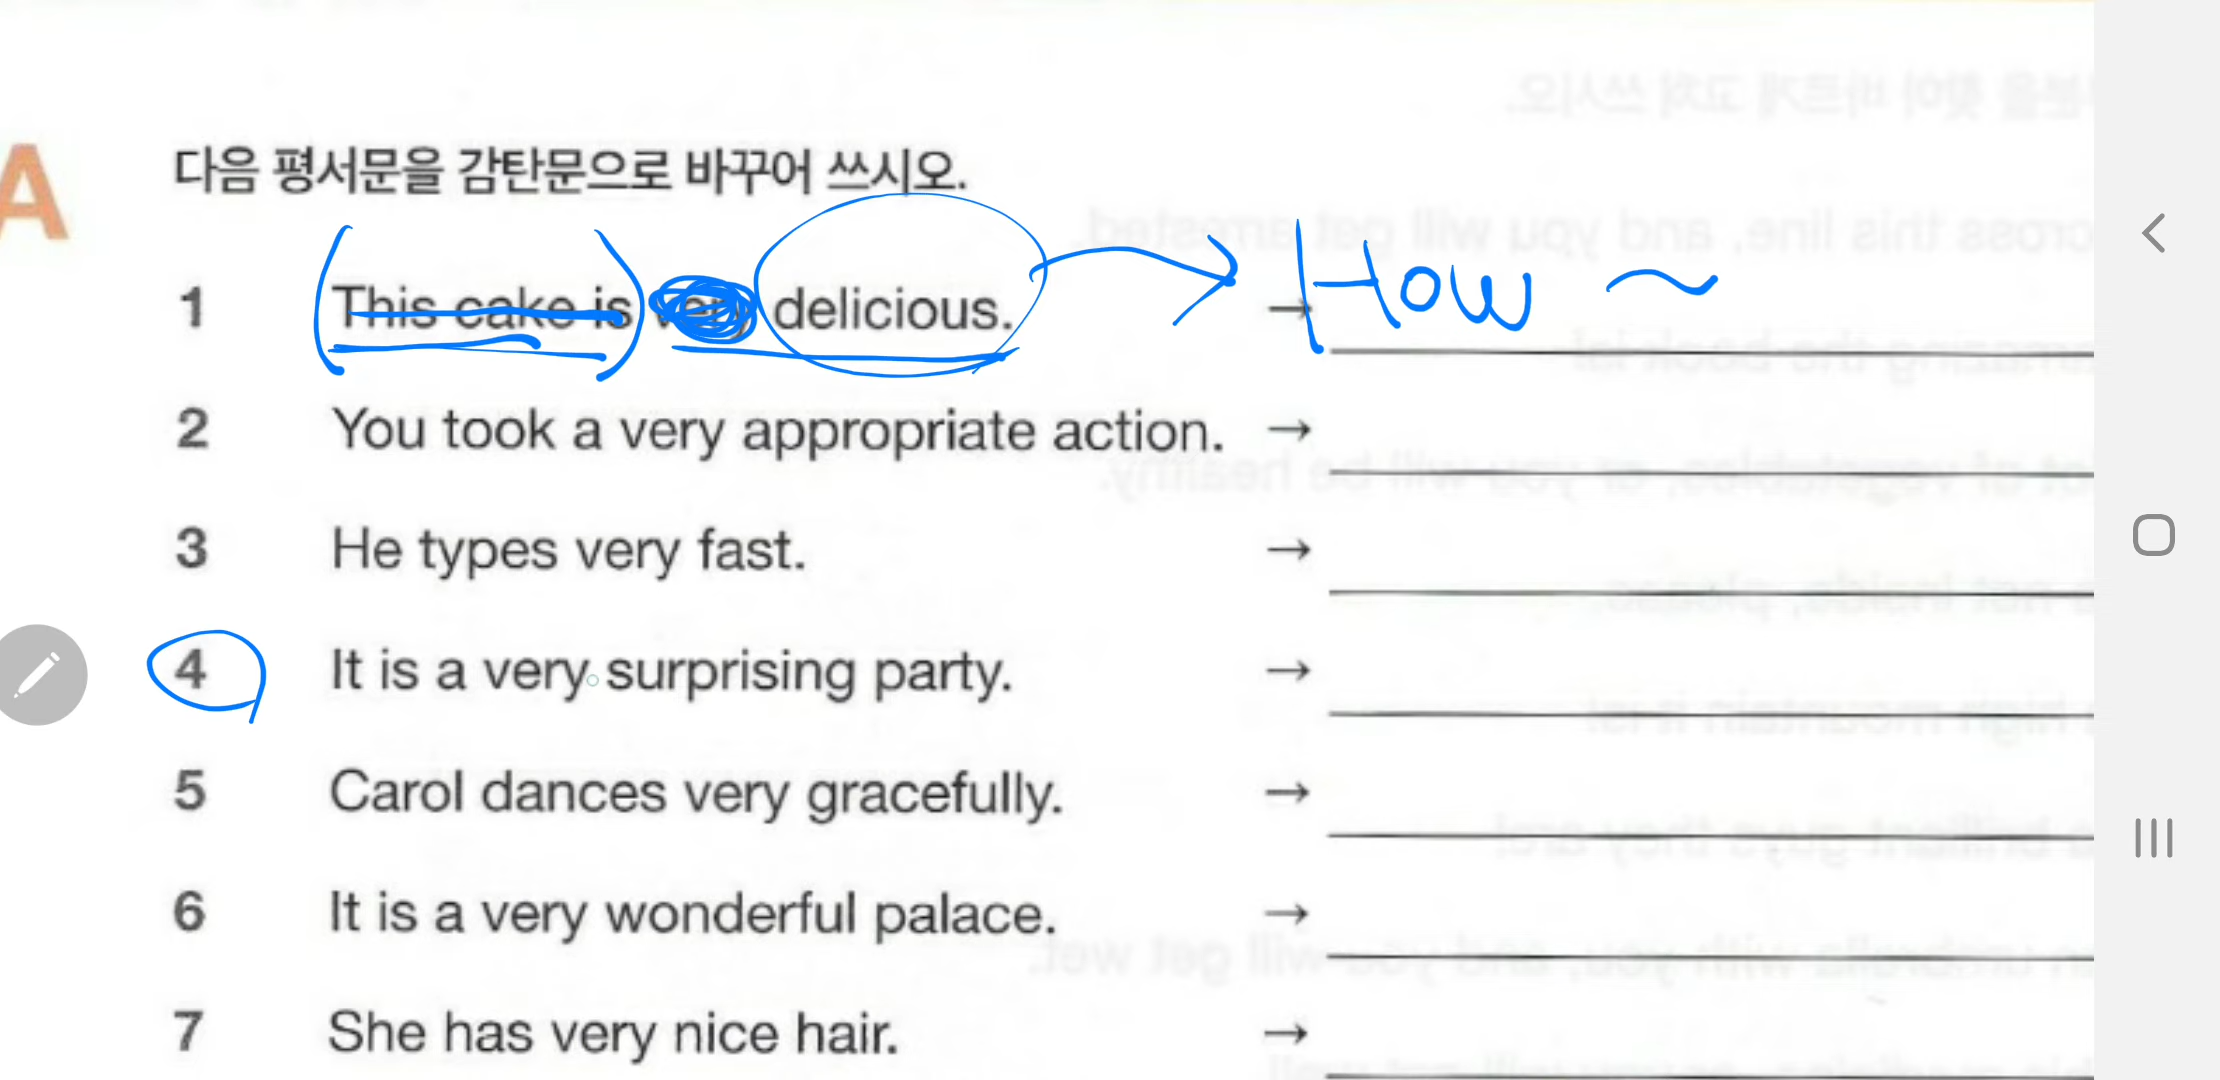 A
다음 평서문을 감탄문으로 바꾸어 쓰시오.
1 This cake is very delicious. → How ~
2 You took a very appropriate action. →
3 He types very fast. →
4 It is a very surprising party. →
5 Carol dances very gracefully. →
6 It is a very wonderful palace. →
7 She has very nice hair. →